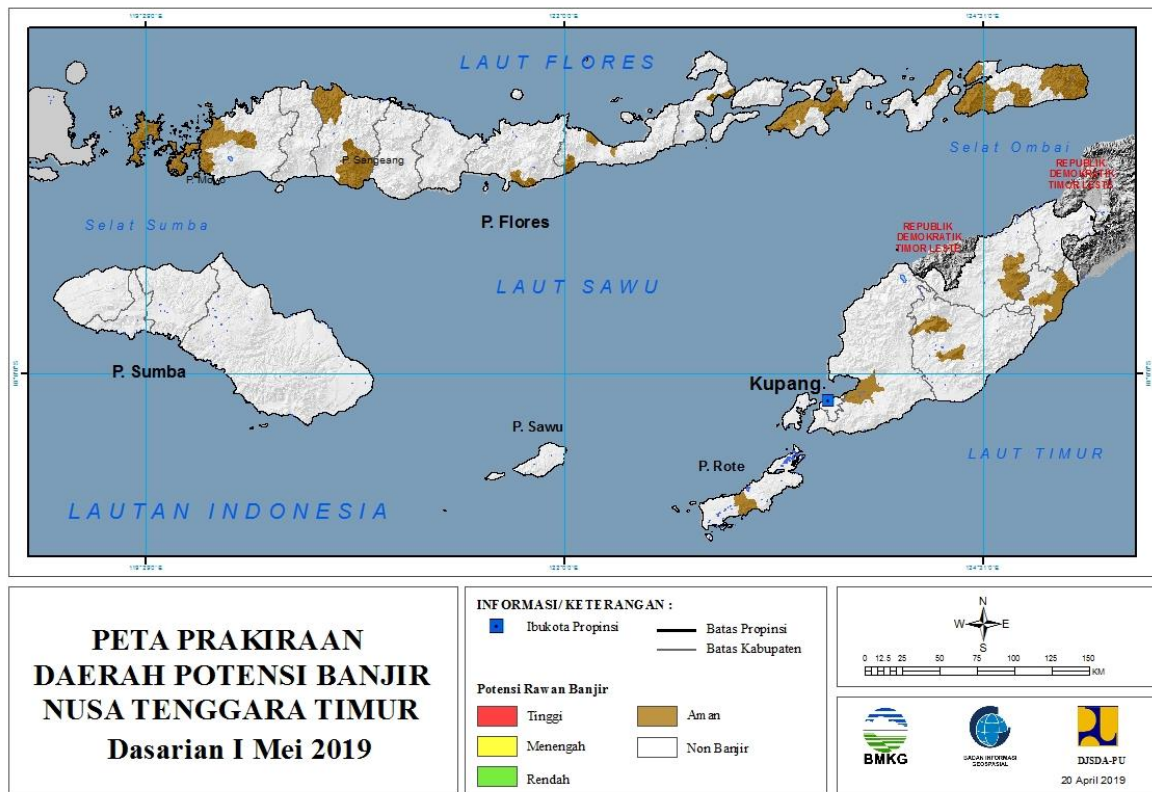 LAUT FLORES
P. Sangeang
P. Moyo
Selat Ombai
REPUBLIK
DEMOKRATIK
TIMOR LESTE
P. Flores
Selat Sumba
REPUBLIK
DEMOKRATIK
TIMOR LESTE
LAUT SAWU
P. Sumba
Kupang
P. Sawu
P. Rote
LAUT TIMUR
LAUTAN INDONESIA
PETA PRAKIRAAN
DAERAH POTENSI BANJIR
NUSA TENGGARA TIMUR
Dasarian I Mei 2019
INFORMASI/ KETERANGAN :
Ibukota Propinsi
Batas Propinsi
Batas Kabupaten
Potensi Rawan Banjir
Tinggi
Aman
Menengah
Non Banjir
Rendah
N
W E
S
0 12.5 25 50 75 100 125 150
KM
BMKG
BADAN INFORMASI
GEOSPASIAL
DJSDA-PU
20 April 2019